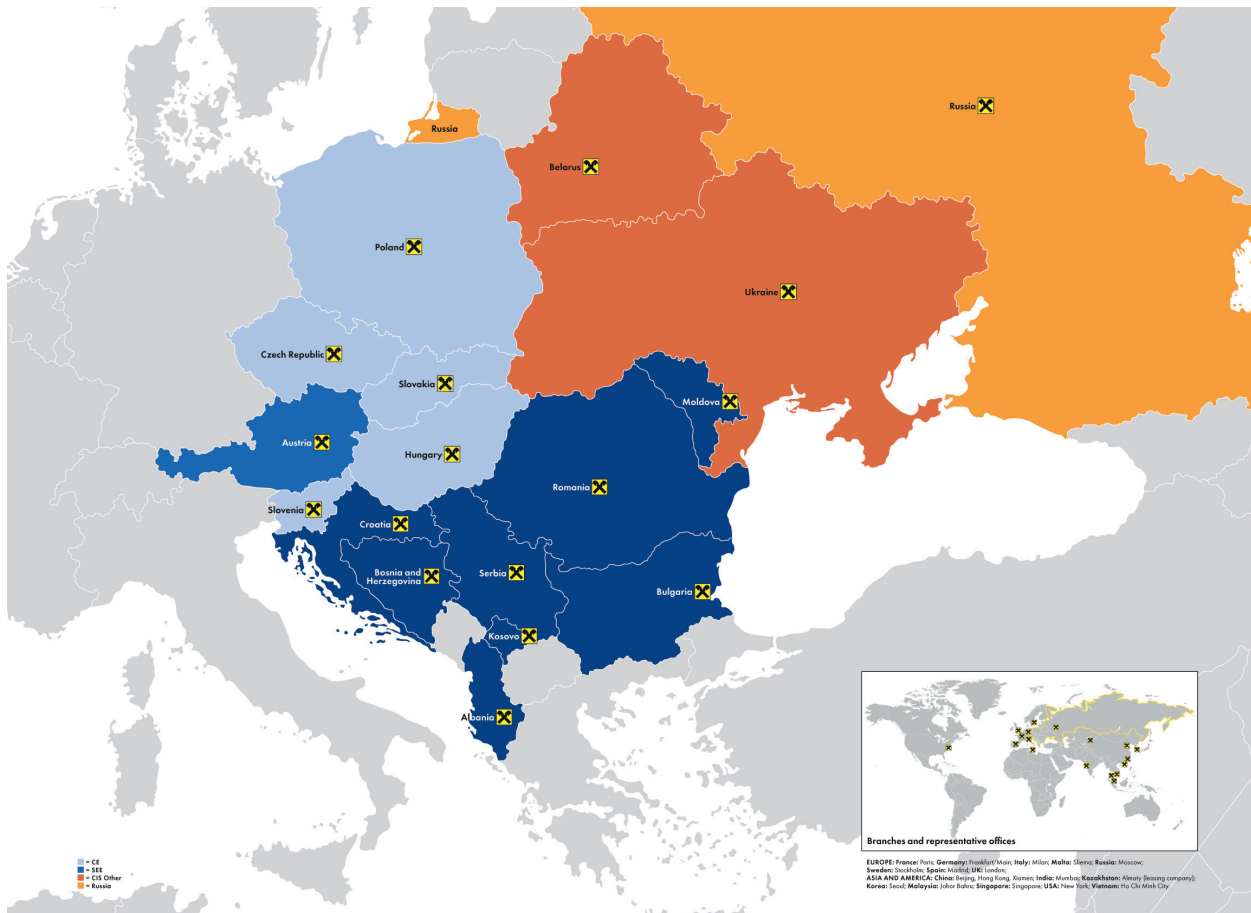 Russia
Russia
Belarus
Poland
Ukraine
Czech Republic
Slovakia
Moldova
Austria
Hungary
Romania
Slovenia
Croatia
Bosnia and
Herzegovina
Serbia
Bulgaria
Kosovo
Albania
Branches and representative offices
= CE
= SEE
= CIS Other
= Russia
EUROPE: France: Paris; Germany: Frankfurt/Main; Italy: Milan; Malta: Sliema; Russia: Moscow;
Sweden: Stockholm; Spain: Madrid; UK: London;
ASIA AND AMERICA: China: Beijing, Hong Kong, Xiamen; India: Mumbai; Kazakhstan: Almaty (leasing company);
Korea: Seoul; Malaysia: Johor Bahru; Singapore: Singapore; USA: New York; Vietnam: Ho Chi Minh City.